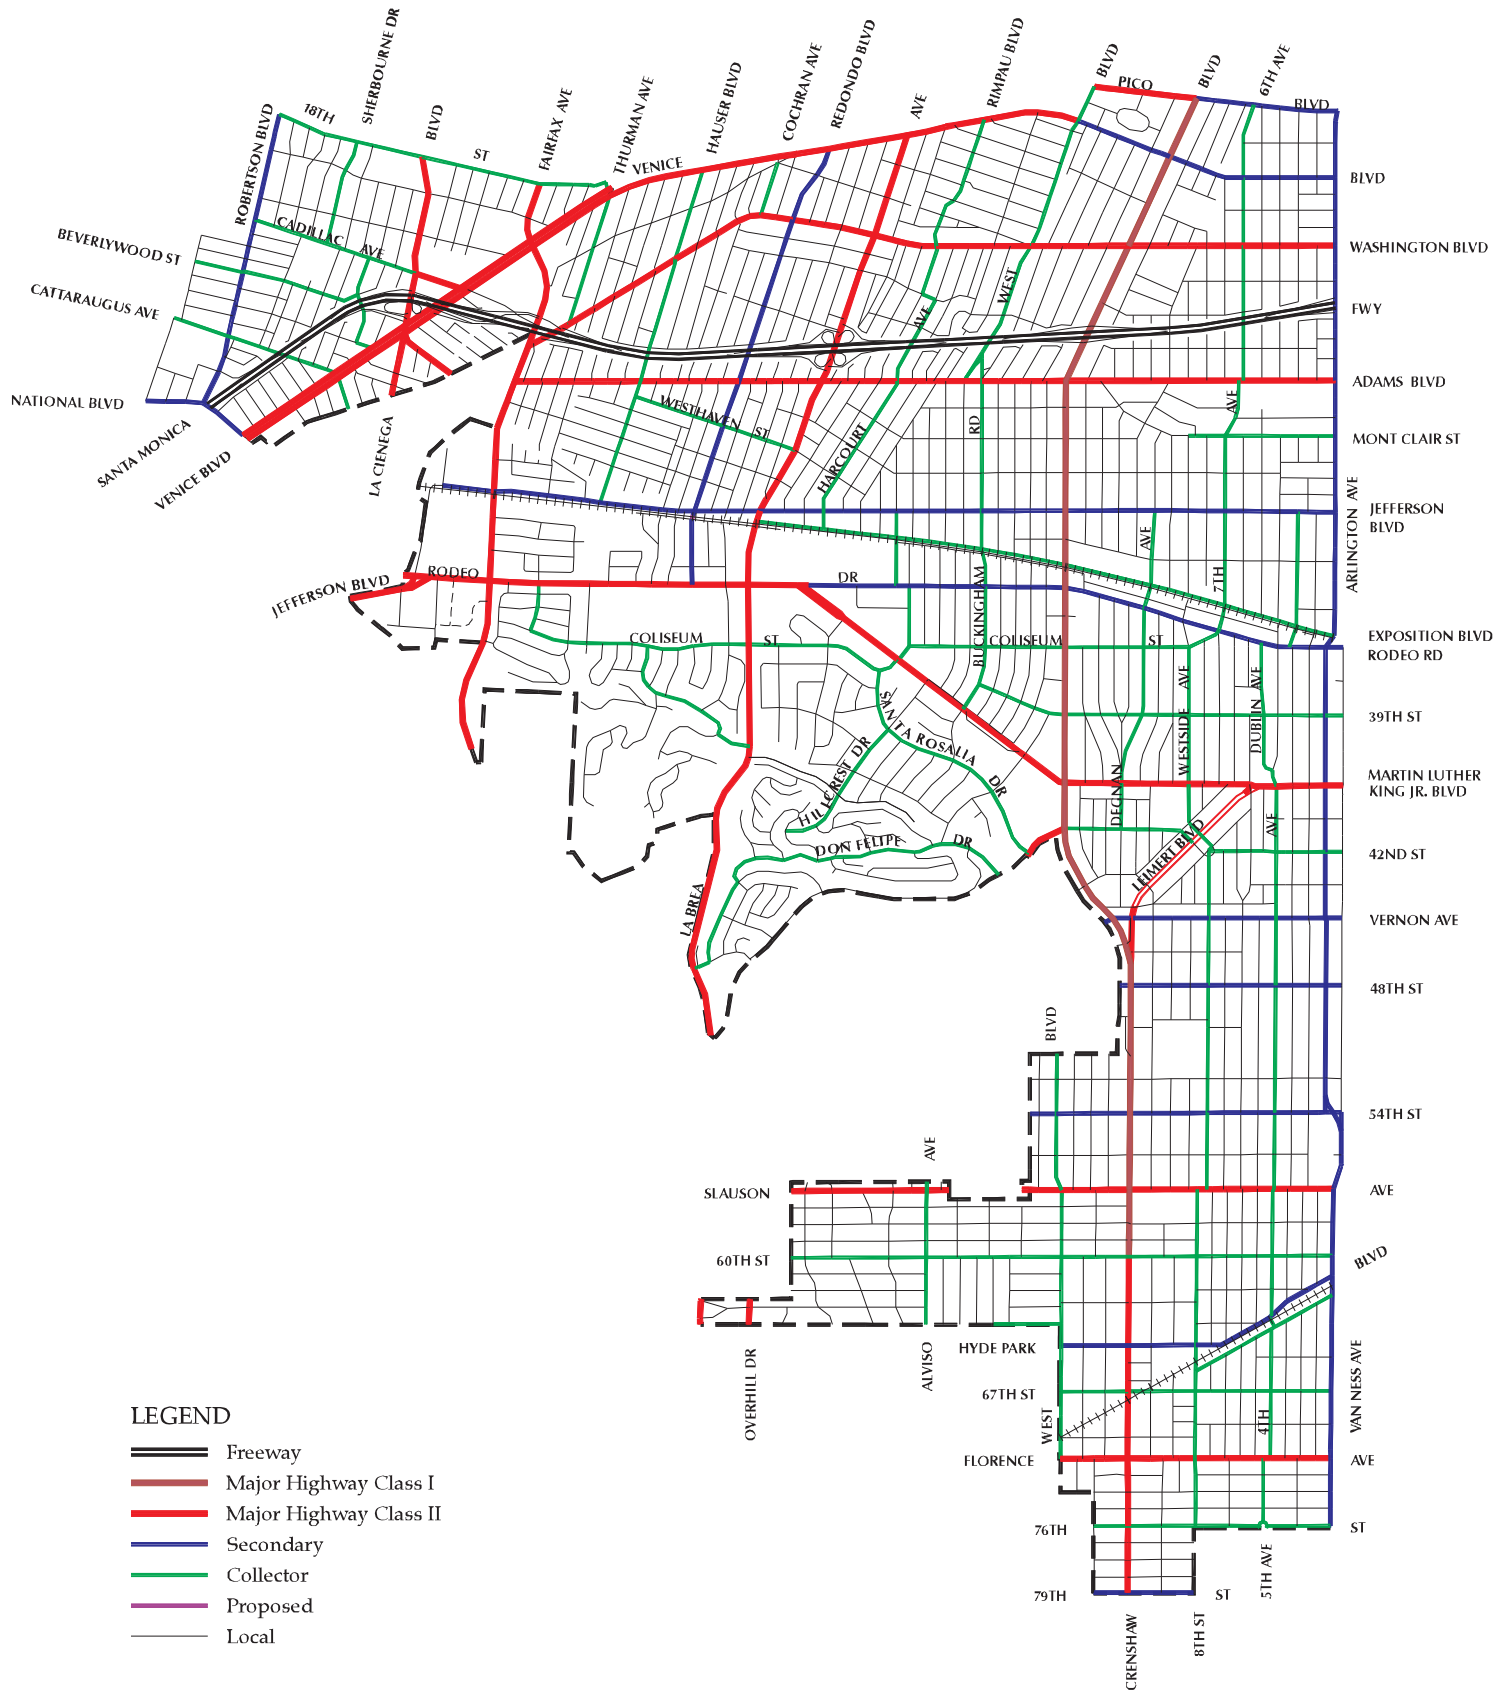 SHERBOURNE DR
BLVD
FAIRFAX AVE
THURMAN AVE
HAUSER BLVD
COCHRAN AVE
REDONDO BLVD
AVE
RIMPAU BLVD
BLVD
PICO
BLVD
6TH AVE
BLVD
ROBERTSON BLVD
18TH
ST
VENICE
BLVD
BEVERLYWOOD ST
CADILLAC AVE
WASHINGTON BLVD
CATTARAUGUS AVE
WEST
AVE
FWY
NATIONAL BLVD
ADAMS BLVD
WESTHAVEN ST
AVE
RD
HARCOURT
MONT CLAIR ST
SANTA MONICA
VENICE BLVD
LA CIENEGA
JEFFERSON
BLVD
ARLINGTON AVE
AVE
7TH
JEFFERSON BLVD
RODEO
DR
BUCKINGHAM
COLISEUM
ST
COLISEUM
ST
EXPOSITION BLVD
RODEO RD
AVE
WESTSIDE
DUBLIN AVE
39TH ST
SANTA ROSALIA
DR
HILLCREST DR
DEGNAN
MARTIN LUTHER
KING JR. BLVD
AVE
DON FELIPE
DR
LEIMERT BLVD
42ND ST
LA BREA
VERNON AVE
48TH ST
BLVD
54TH ST
AVE
SLAUSON
AVE
60TH ST
BLVD
OVERHILL DR
ALVISO
HYDE PARK
67TH ST
WEST
4TH
VAN NESS AVE
FLORENCE
AVE
76TH
ST
5TH AVE
79TH
ST
CRENSHAW
8TH ST
LEGEND
Freeway
Major Highway Class I
Major Highway Class II
Secondary
Collector
Proposed
Local